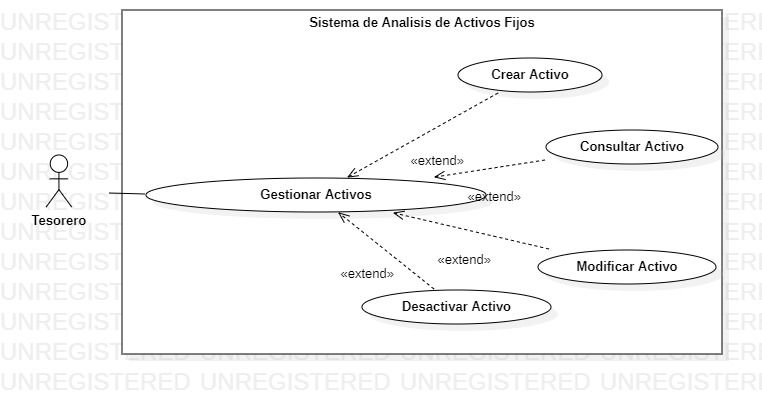 Sistema de Analisis de Activos Fijos
Crear Activo
«extend»
Consultar Activo
Gestionar Activos
«extend»
Tesorero
«extend»
Modificar Activo
«extend»
Desactivar Activo
UNREGISTERED UNREGISTERED UNREGISTERED UNREGISTERI